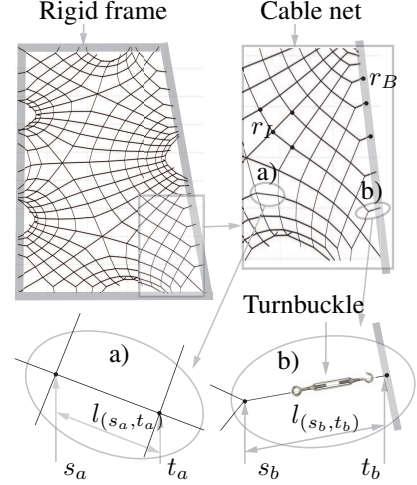 Rigid frame
Cable net
r_B
r_I
a)
b)
Turnbuckle
a)
b)
l_{(s_a,t_a)}
l_{(s_b,t_b)}
s_a
t_a
s_b
t_b